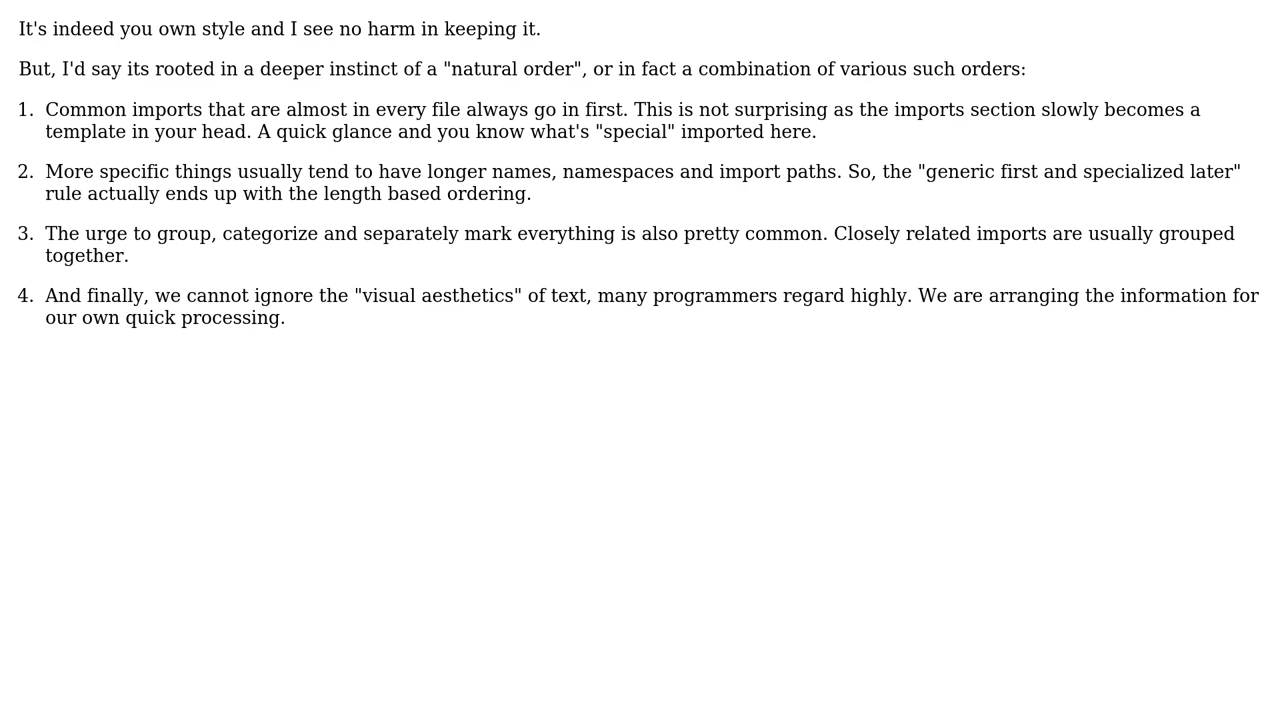 It's indeed you own style and I see no harm in keeping it.
But, I'd say its rooted in a deeper instinct of a "natural order", or in fact a combination of various such orders:
1. Common imports that are almost in every file always go in first. This is not surprising as the imports section slowly becomes a
template in your head. A quick glance and you know what's "special" imported here.
2. More specific things usually tend to have longer names, namespaces and import paths. So, the "generic first and specialized later"
rule actually ends up with the length based ordering.
3. The urge to group, categorize and separately mark everything is also pretty common. Closely related imports are usually grouped
together.
4. And finally, we cannot ignore the "visual aesthetics" of text, many programmers regard highly. We are arranging the information for
our own quick processing.